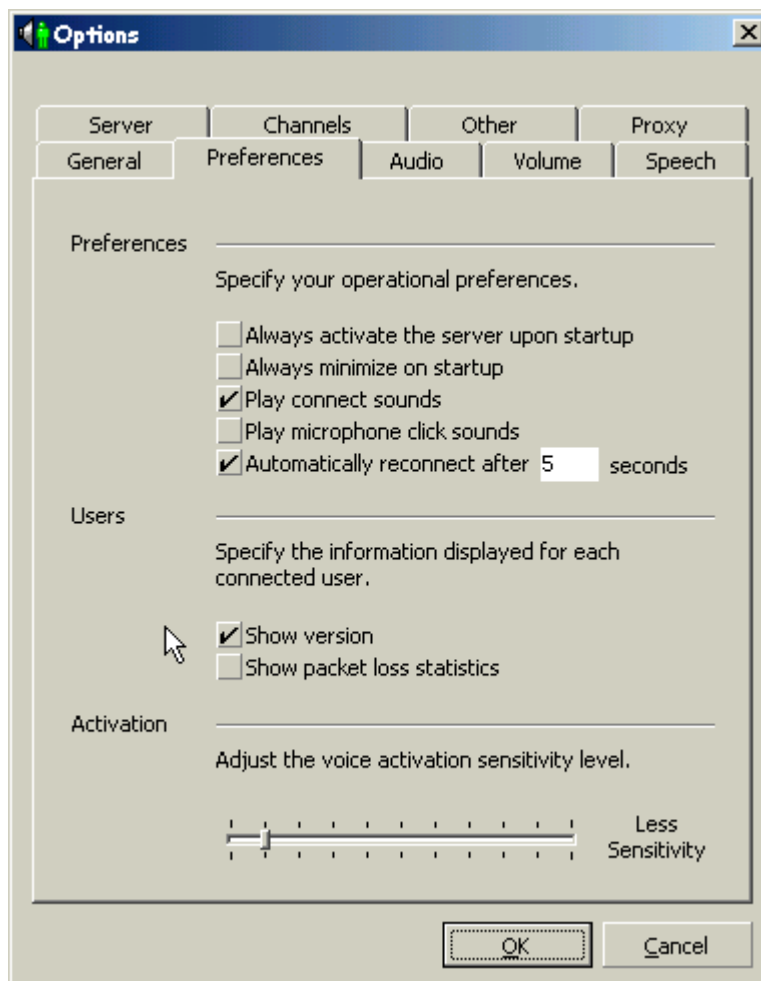 Options
Server Channels Other Proxy
General Preferences Audio Volume Speech
Preferences
Specify your operational preferences.
Always activate the server upon startup
Always minimize on startup
Play connect sounds
Play microphone click sounds
Automatically reconnect after 5 seconds
Users
Specify the information displayed for each
connected user.
Show version
Show packet loss statistics
Activation
Adjust the voice activation sensitivity level.
Less
Sensitivity
OK Cancel